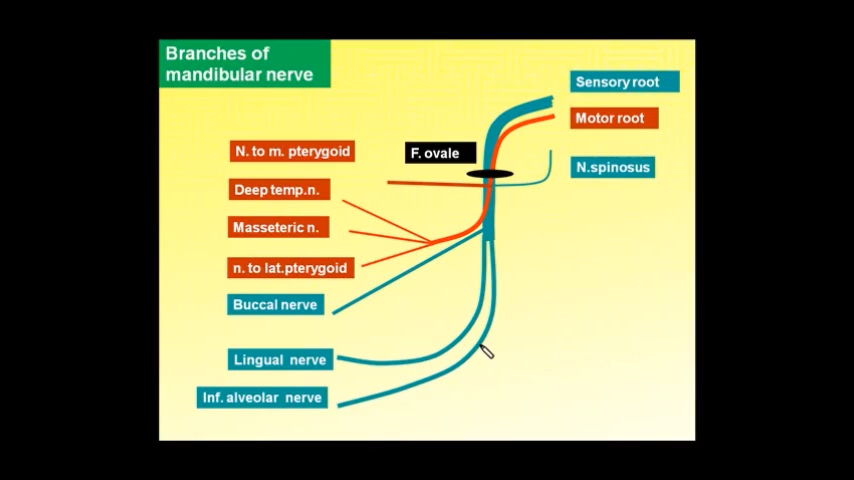 Branches of
mandibular nerve
Sensory root
Motor root
N. to m. pterygoid
F. ovale
N.spinosus
Deep temp.n.
Masseteric n.
n. to lat.pterygoid
Buccal nerve
Lingual nerve
Inf. alveolar nerve